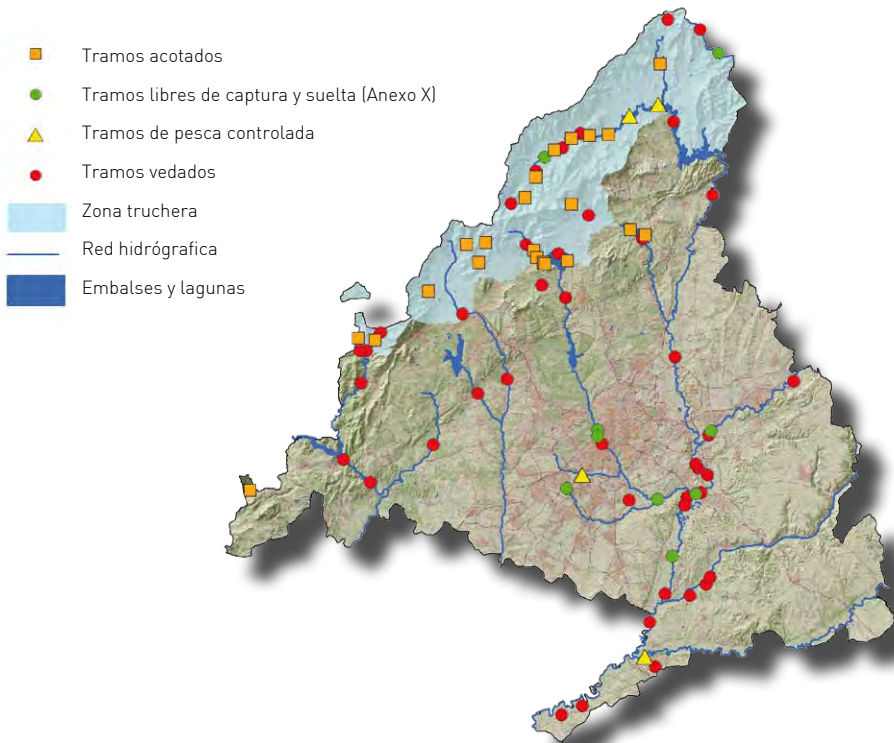 Tramos acotados
Tramos libres de captura y suelta (Anexo X)
Tramos de pesca controlada
Tramos vedados
Zona truchera
Red hidrógrafica
Embalses y lagunas